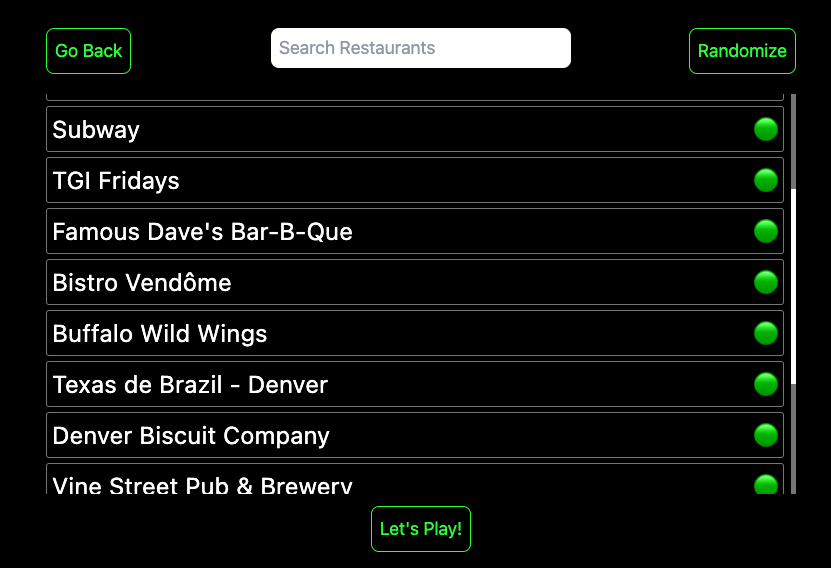 Go Back
Search Restaurants
Randomize
Subway
TGI Fridays
Famous Dave's Bar-B-Que
Bistro Vendôme
Buffalo Wild Wings
Texas de Brazil - Denver
Denver Biscuit Company
Vine Street Pub & Brewery
Let's Play!